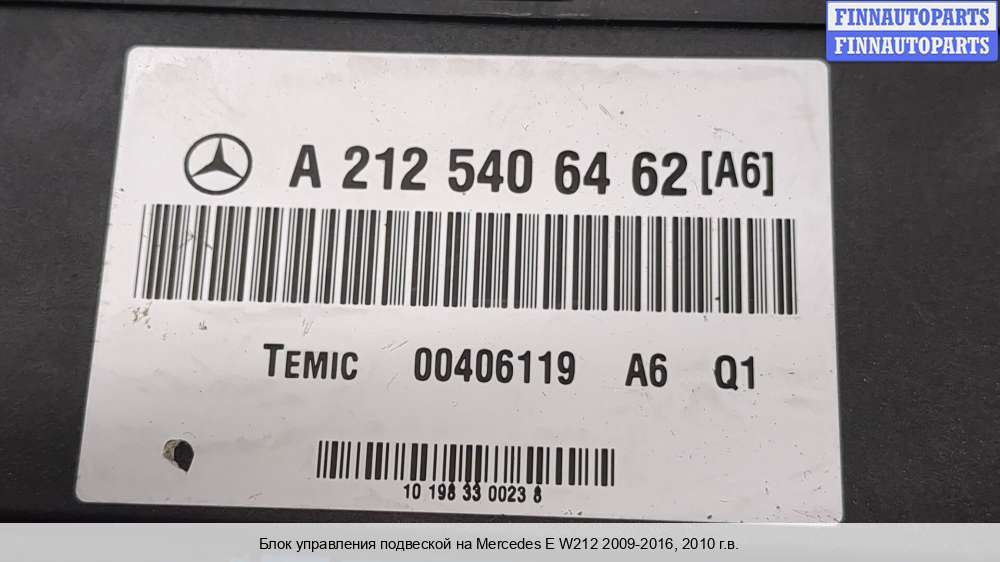 FINNAUTOPARTS
FINNAUTOPARTS
A 212 540 64 62 [A6]
TEMIC 00406119 A6 Q1
10 198 33 0023 8
Блок управления подвеской на Mercedes E W212 2009-2016, 2010 г.в.